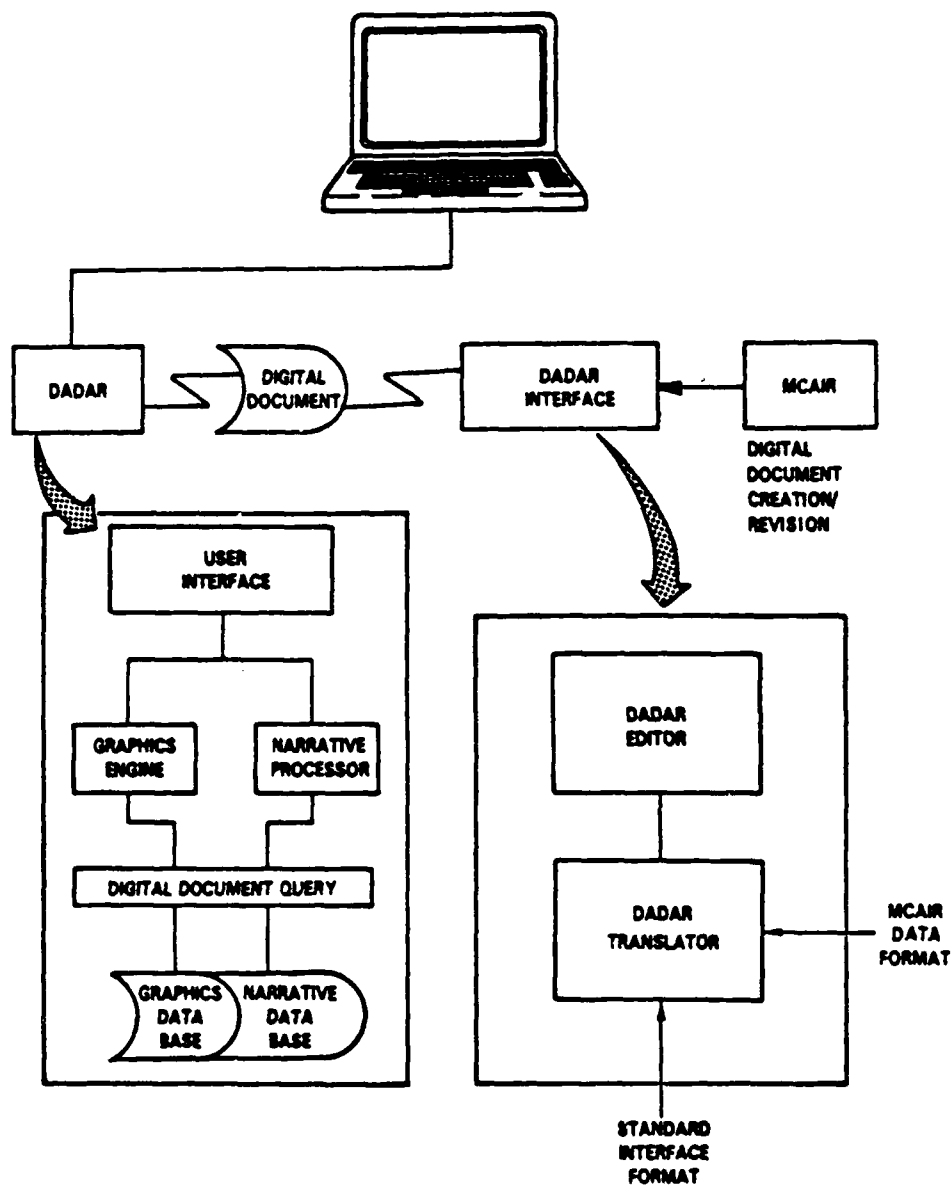 DADAR
DIGITAL
DOCUMENT
DADAR
INTERFACE
MCAIR
DIGITAL
DOCUMENT
CREATION/
REVISION
USER
INTERFACE
GRAPHICS
ENGINE
NARRATIVE
PROCESSOR
DIGITAL DOCUMENT QUERY
GRAPHICS
DATA
BASE
NARRATIVE
DATA
BASE
DADAR
EDITOR
DADAR
TRANSLATOR
MCAIR
DATA
FORMAT
STANDARD
INTERFACE
FORMAT